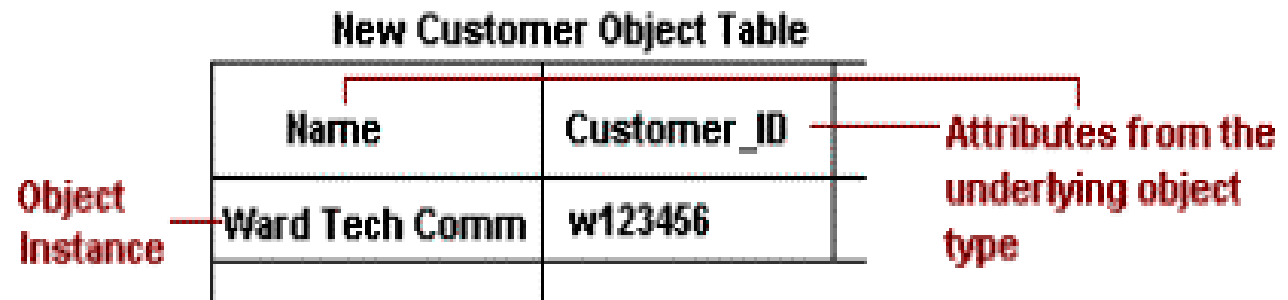 New Customer Object Table
Name
Customer_ID
Attributes from the
underlying object
type
Object
Instance
Ward Tech Comm
w123456